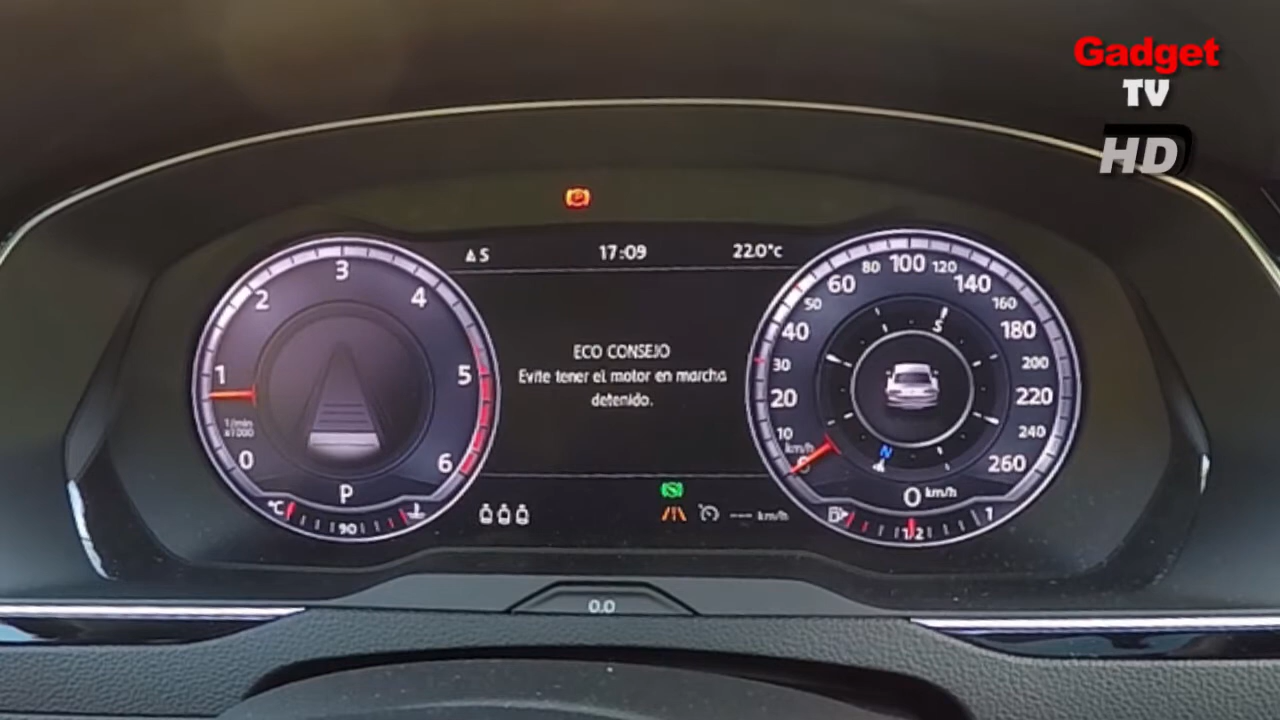 Gadget
TV
HD
S
17:09
22.0°c
ECO CONSEJO
Evite tener el motor en marcha
detenido.
0
1
2
3
4
5
6
1/min
x1000
P
°C
90
10
20
30
40
50
60
80
100
120
140
160
180
200
220
240
260
km/h
S
N
0 km/h
1/2
1
--- km/h
0.0